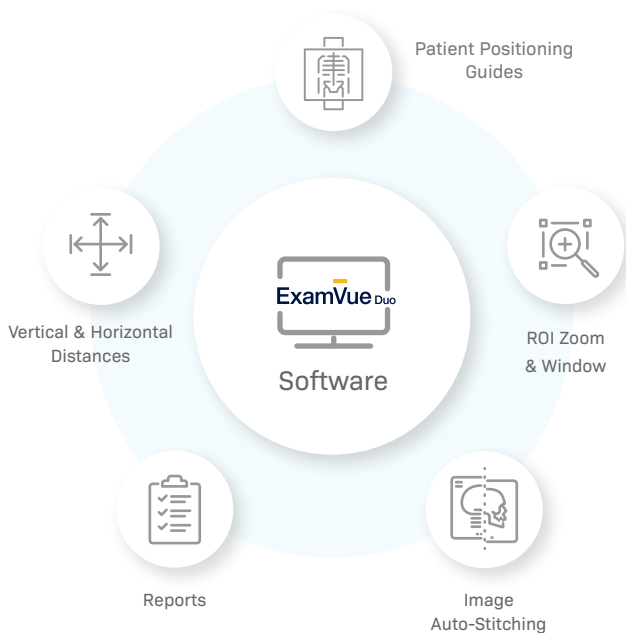 Patient Positioning
Guides
Vertical & Horizontal
Distances
ExamVue Duo
Software
ROI Zoom
& Window
Reports
Image
Auto-Stitching